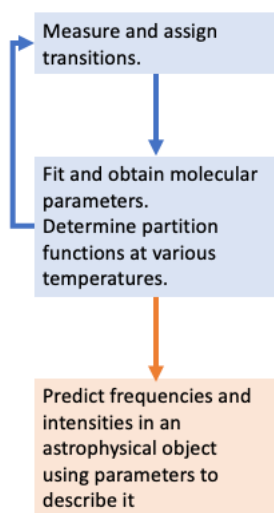 Measure and assign
transitions.
Fit and obtain molecular
parameters.
Determine partition
functions at various
temperatures.
Predict frequencies and
intensities in an
astrophysical object
using parameters to
describe it